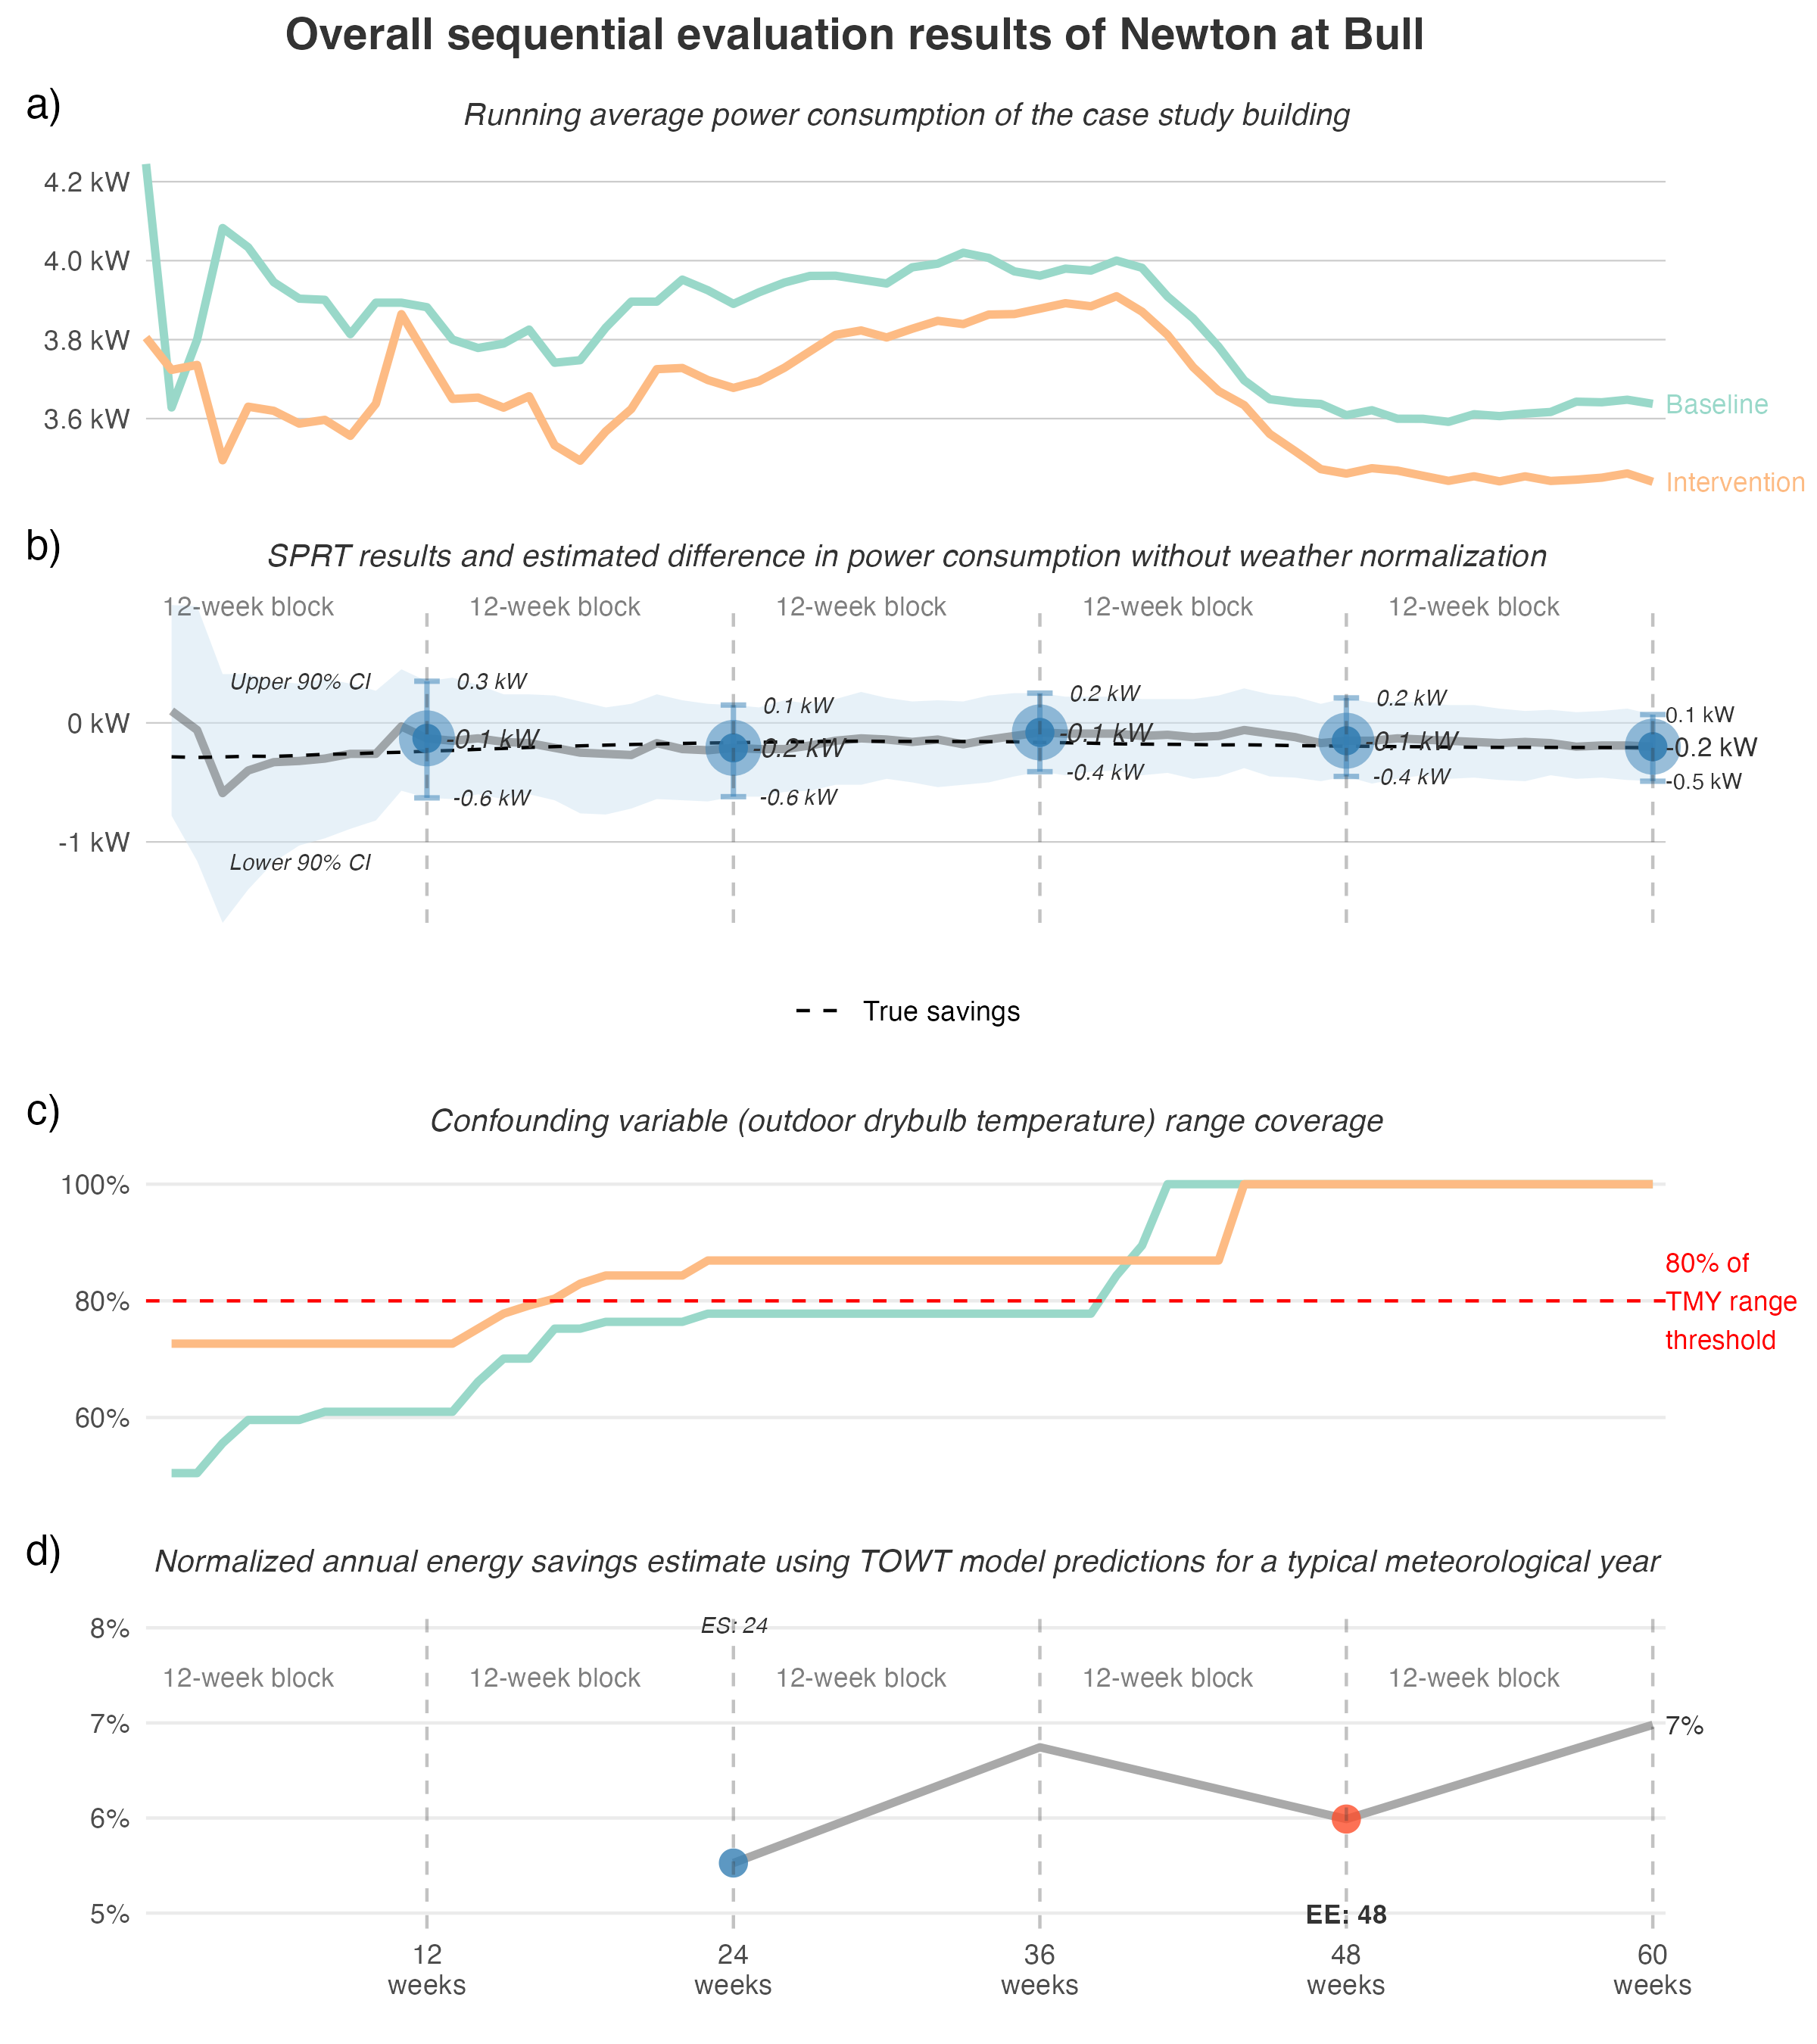 Overall sequential evaluation results of Newton at Bull
a)
Running average power consumption of the case study building
4.2 kW
4.0 kW
3.8 kW
3.6 kW
Baseline
Intervention
b)
SPRT results and estimated difference in power consumption without weather normalization
12-week block 12-week block 12-week block 12-week block 12-week block
Upper 90% CI
0.3 kW
0.1 kW
0.2 kW
0.2 kW
0.1 kW
0 kW
-0.1 kW
-0.2 kW
-0.1 kW
-0.1 kW
-0.2 kW
-0.6 kW
-0.6 kW
-0.4 kW
-0.4 kW
-0.5 kW
-1 kW
Lower 90% CI
True savings
c)
Confounding variable (outdoor drybulb temperature) range coverage
100%
80%
60%
80% of
TMY range
threshold
d)
Normalized annual energy savings estimate using TOWT model predictions for a typical meteorological year
8%
ES: 24
12-week block 12-week block 12-week block 12-week block 12-week block
7%
7%
6%
5%
EE: 48
12
weeks
24
weeks
36
weeks
48
weeks
60
weeks